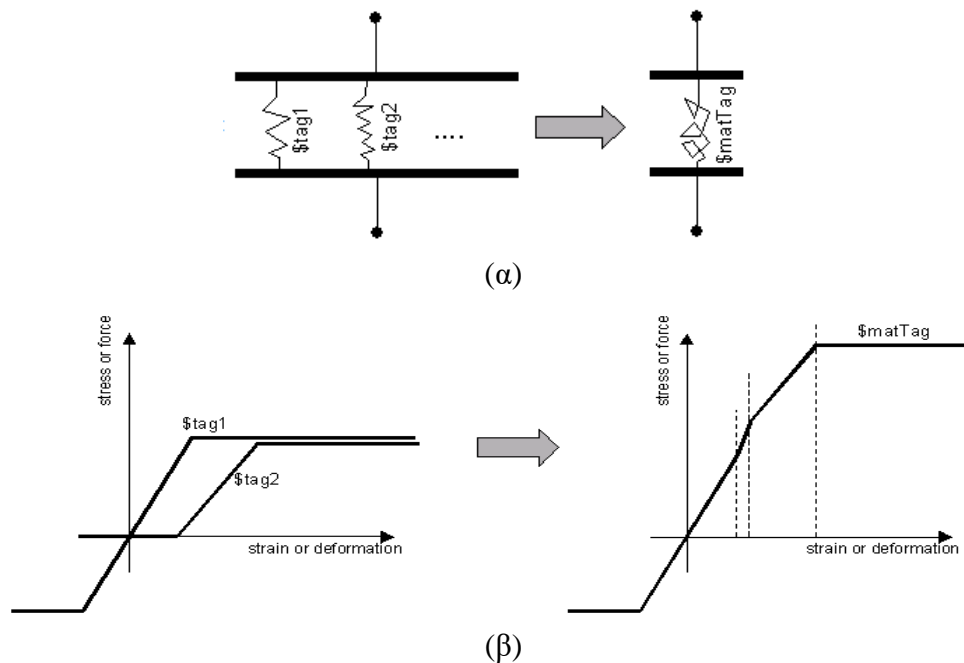 $tag1
$tag2
....
$matTag
(α)
stress or force
$tag1
$tag2
strain or deformation
stress or force
$matTag
strain or deformation
(β)